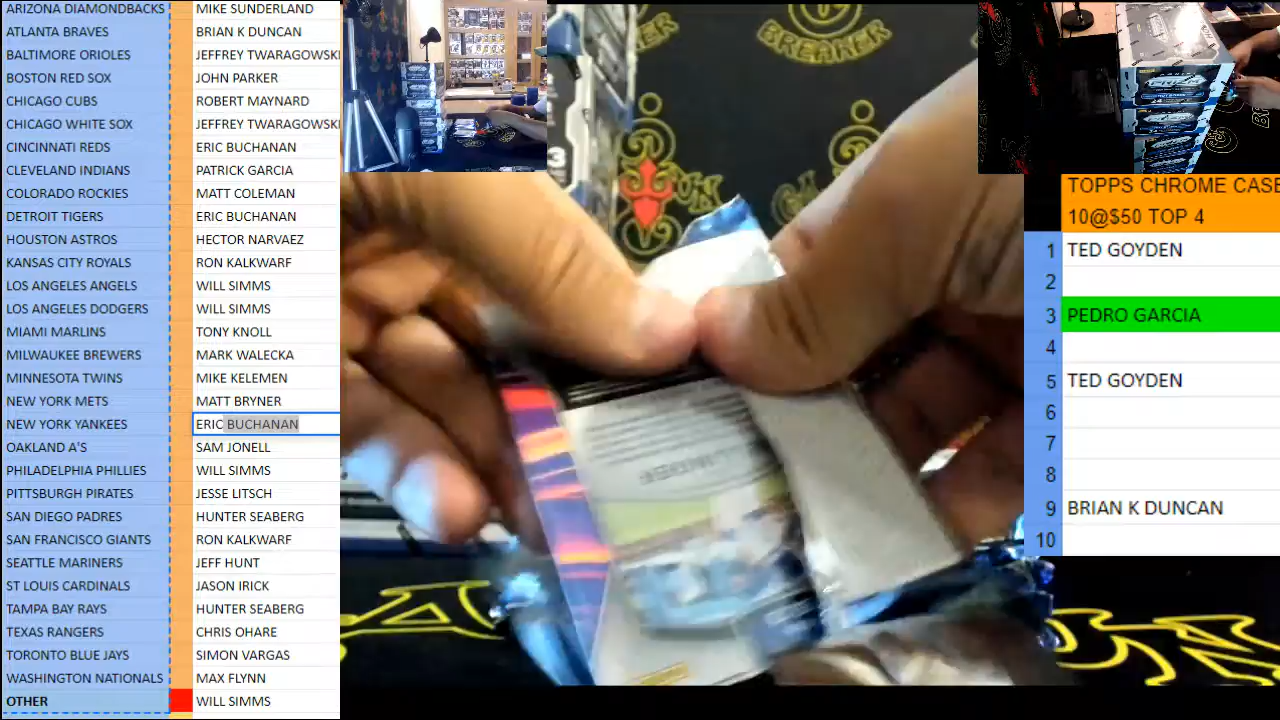 ARIZONA DIAMONDBACKS MIKE SUNDERLAND
ATLANTA BRAVES BRIAN K DUNCAN
BALTIMORE ORIOLES JEFFREY TWARAGOWSKI
BOSTON RED SOX JOHN PARKER
CHICAGO CUBS ROBERT MAYNARD
CHICAGO WHITE SOX JEFFREY TWARAGOWSKI
CINCINNATI REDS ERIC BUCHANAN
CLEVELAND INDIANS PATRICK GARCIA
COLORADO ROCKIES MATT COLEMAN
DETROIT TIGERS ERIC BUCHANAN
HOUSTON ASTROS HECTOR NARVAEZ
KANSAS CITY ROYALS RON KALKWARF
LOS ANGELES ANGELS WILL SIMMS
LOS ANGELES DODGERS WILL SIMMS
MIAMI MARLINS TONY KNOLL
MILWAUKEE BREWERS MARK WALECKA
MINNESOTA TWINS MIKE KELEMEN
NEW YORK METS MATT BRYNER
NEW YORK YANKEES ERIC BUCHANAN
OAKLAND A'S SAM JONELL
PHILADELPHIA PHILLIES WILL SIMMS
PITTSBURGH PIRATES JESSE LITSCH
SAN DIEGO PADRES HUNTER SEABERG
SAN FRANCISCO GIANTS RON KALKWARF
SEATTLE MARINERS JEFF HUNT
ST LOUIS CARDINALS JASON IRICK
TAMPA BAY RAYS HUNTER SEABERG
TEXAS RANGERS CHRIS OHARE
TORONTO BLUE JAYS SIMON VARGAS
WASHINGTON NATIONALS MAX FLYNN
OTHER WILL SIMMS
BREAKER
TOPPS CHROME CASE
10@$50 TOP 4
1 TED GOYDEN
2
3 PEDRO GARCIA
4
5 TED GOYDEN
6
7
8
9 BRIAN K DUNCAN
10